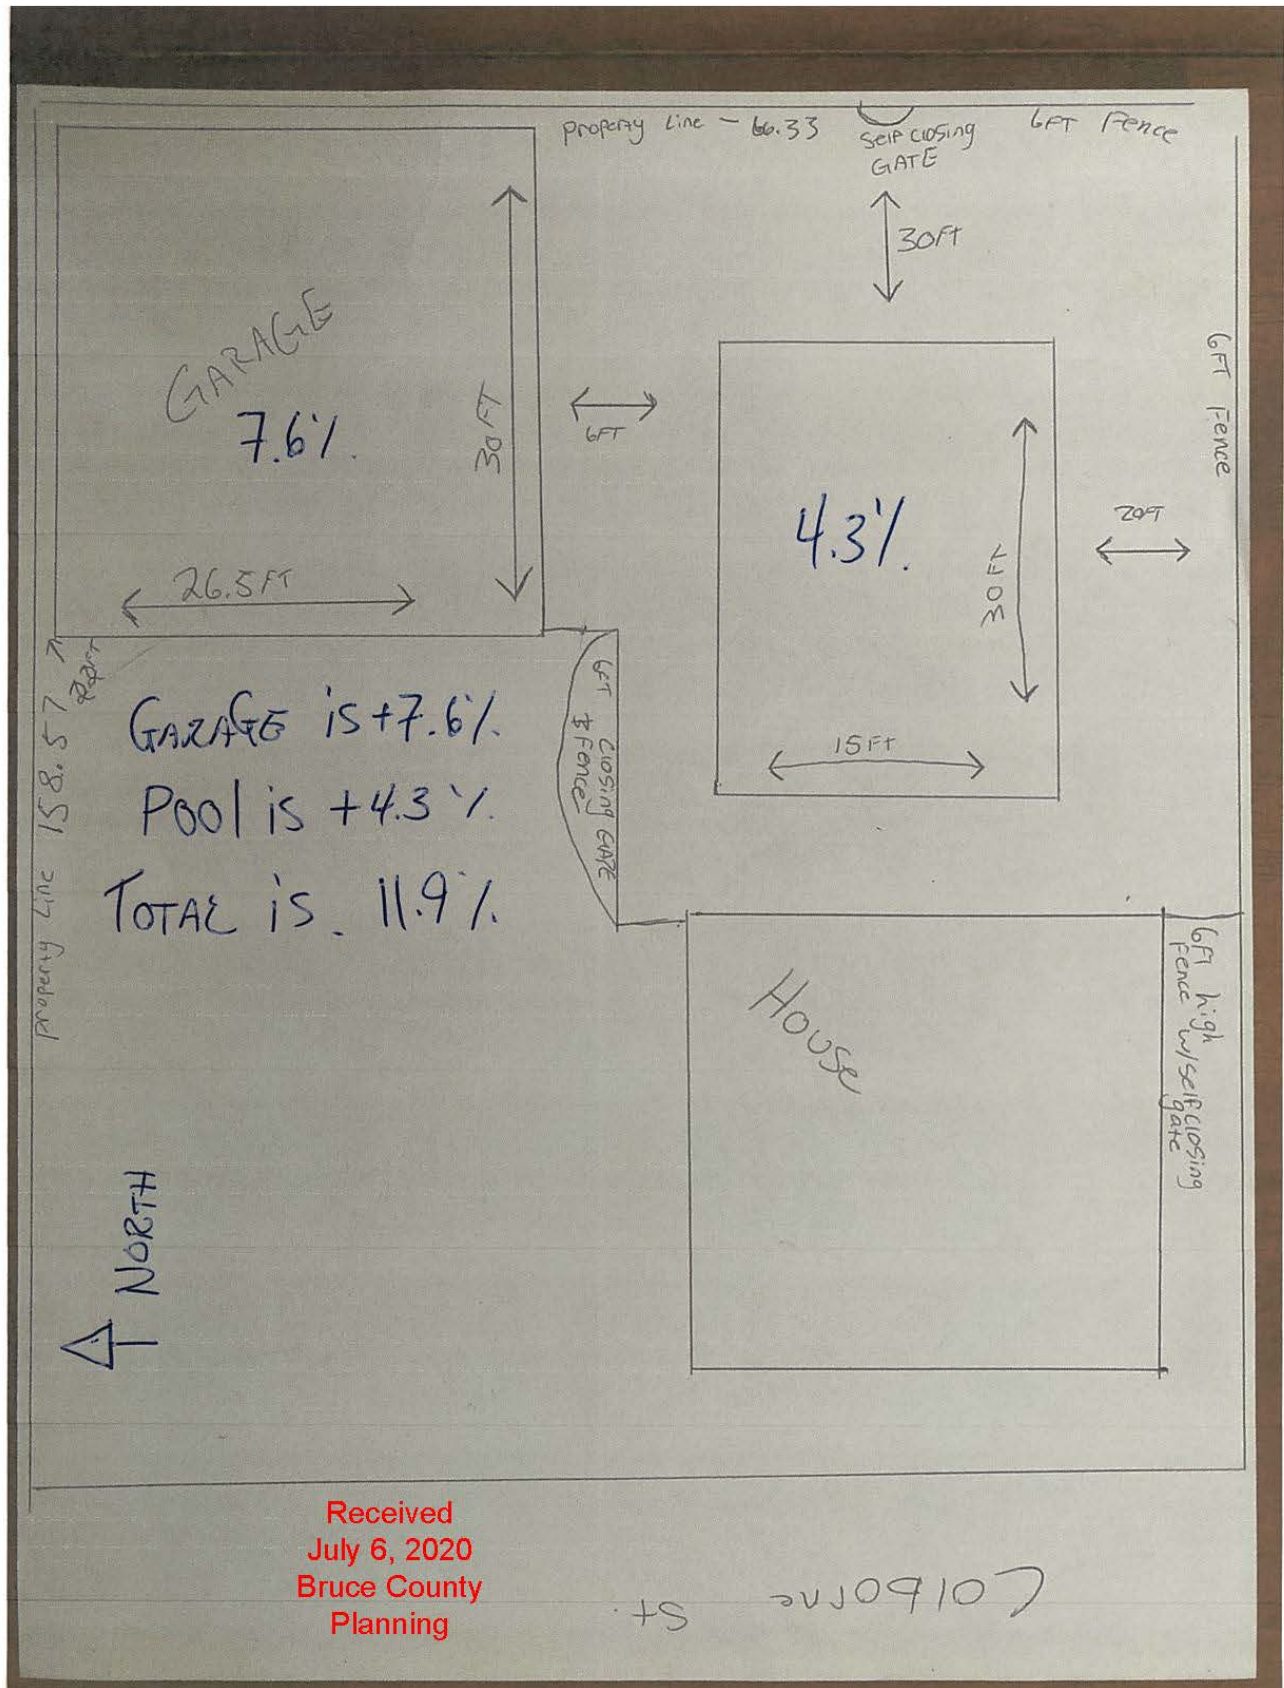 Property Line - 66.33
Self Closing
GATE
6FT Fence
30FT
GARAGE
7.6%
30FT
6FT
6FT Fence
4.3%
30FT
20FT
26.5FT
15FT
6FT Closing GATE
& Fence
Property Line 158.57
GARAGE is +7.6%
Pool is +4.3%
TOTAL is. 11.9%
House
6FT high
Fence w/self closing
gate
NORTH
Colborne St.
Received
July 6, 2020
Bruce County
Planning